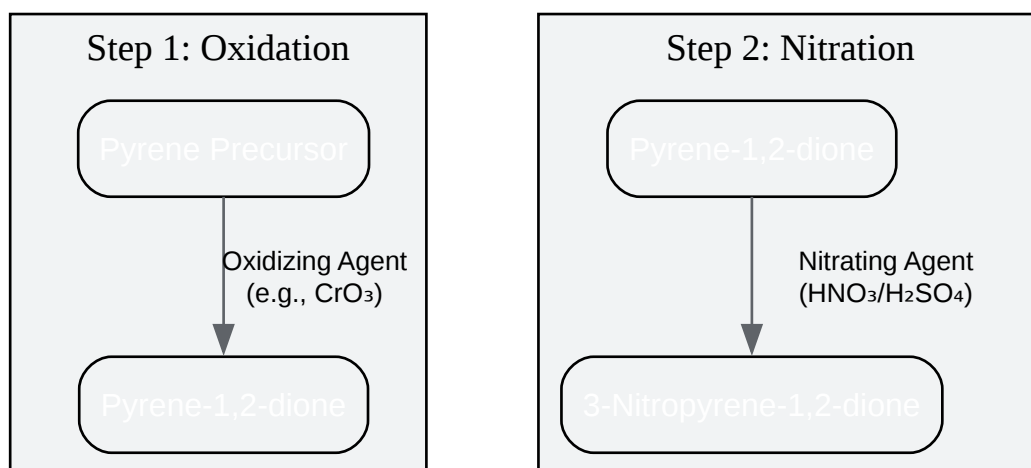 Step 1: Oxidation
Pyrene Precursor
Oxidizing Agent
(e.g., CrO₃)
Pyrene-1,2-dione
Step 2: Nitration
Pyrene-1,2-dione
Nitrating Agent
(HNO₃/H₂SO₄)
3-Nitropyrene-1,2-dione